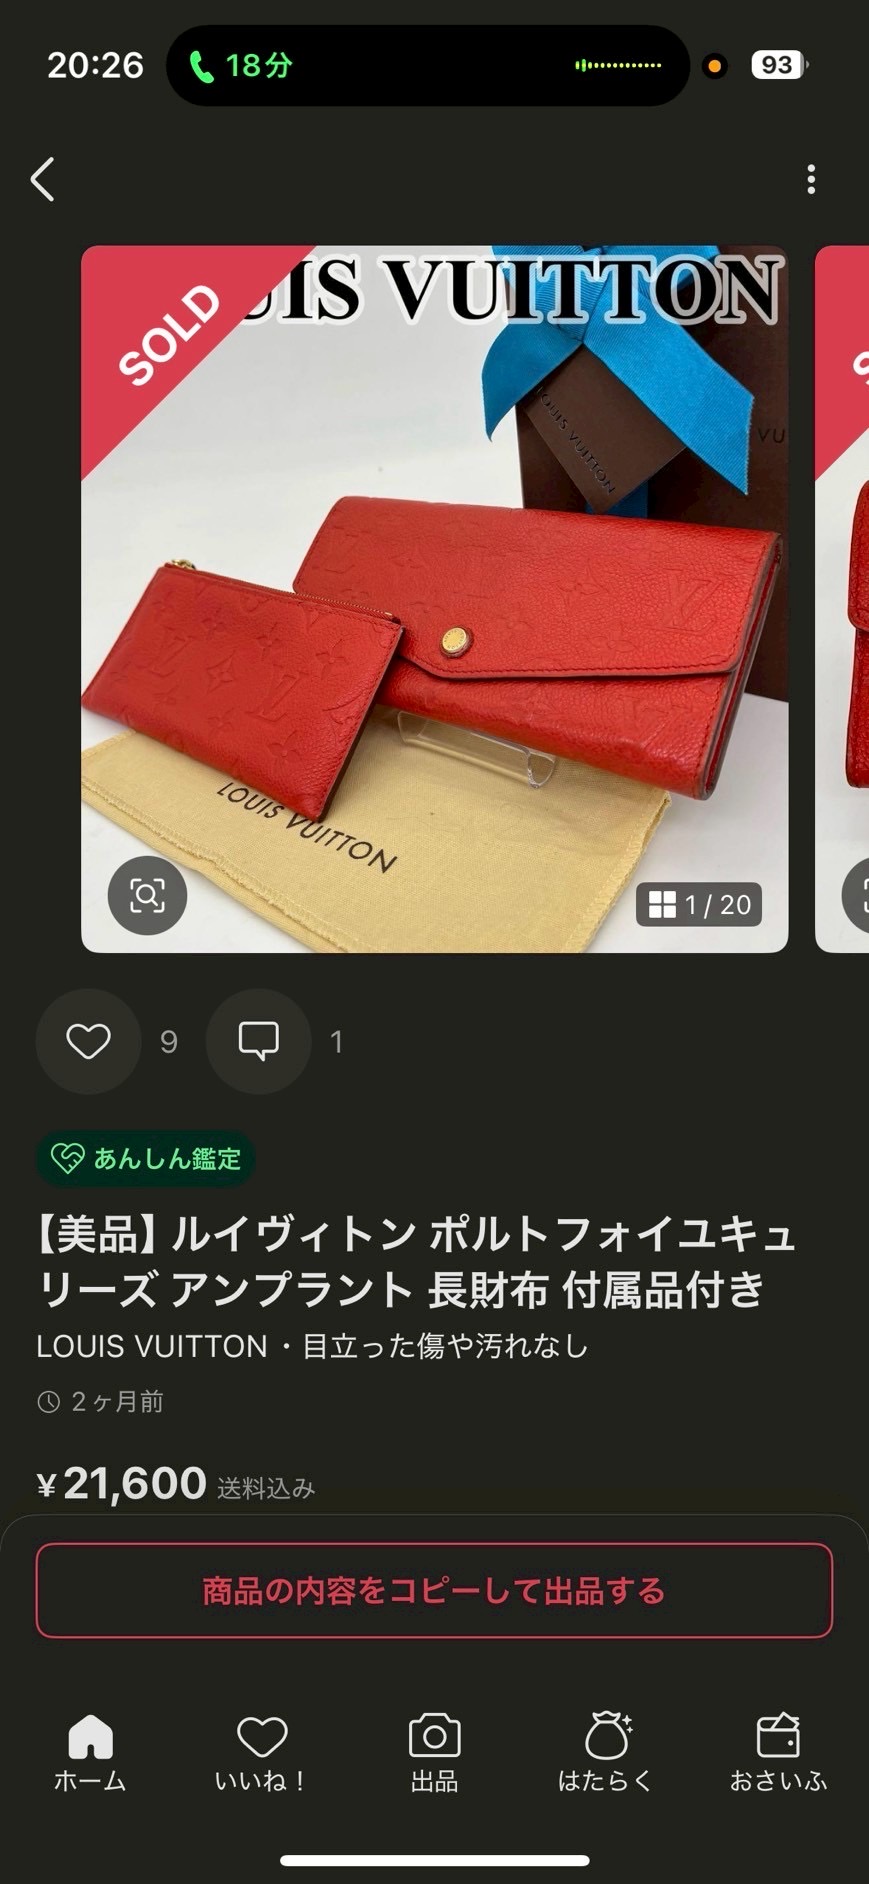 20:26
18分
93
LOUIS VUITTON
SOLD
LOUIS VUITTON
VU
LOUIS VUITTON
1 / 20
9
1
あんしん鑑定
【美品】ルイヴィトン ポルトフォイユキュ
リーズ アンプラント 長財布 付属品付き
LOUIS VUITTON・目立った傷や汚れなし
2ヶ月前
¥21,600 送料込み
商品の内容をコピーして出品する
ホーム
いいね！
出品
はたらく
おさいふ